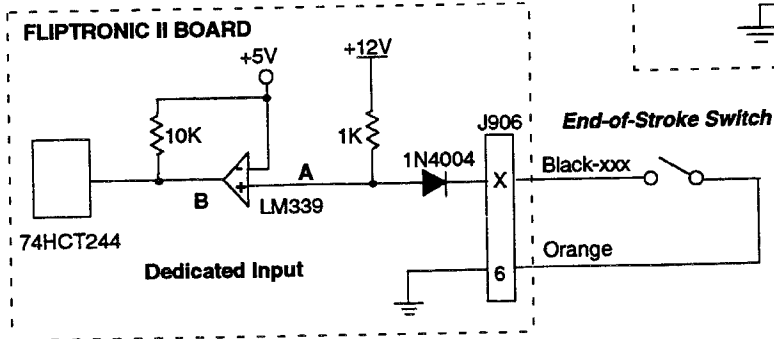 FLIPTRONIC II BOARD
+5V
+12V
10K
1K
J906
End-of-Stroke Switch
1N4004
A
X
Black-xxx
-
+
B
LM339
74HCT244
Orange
Dedicated Input
6